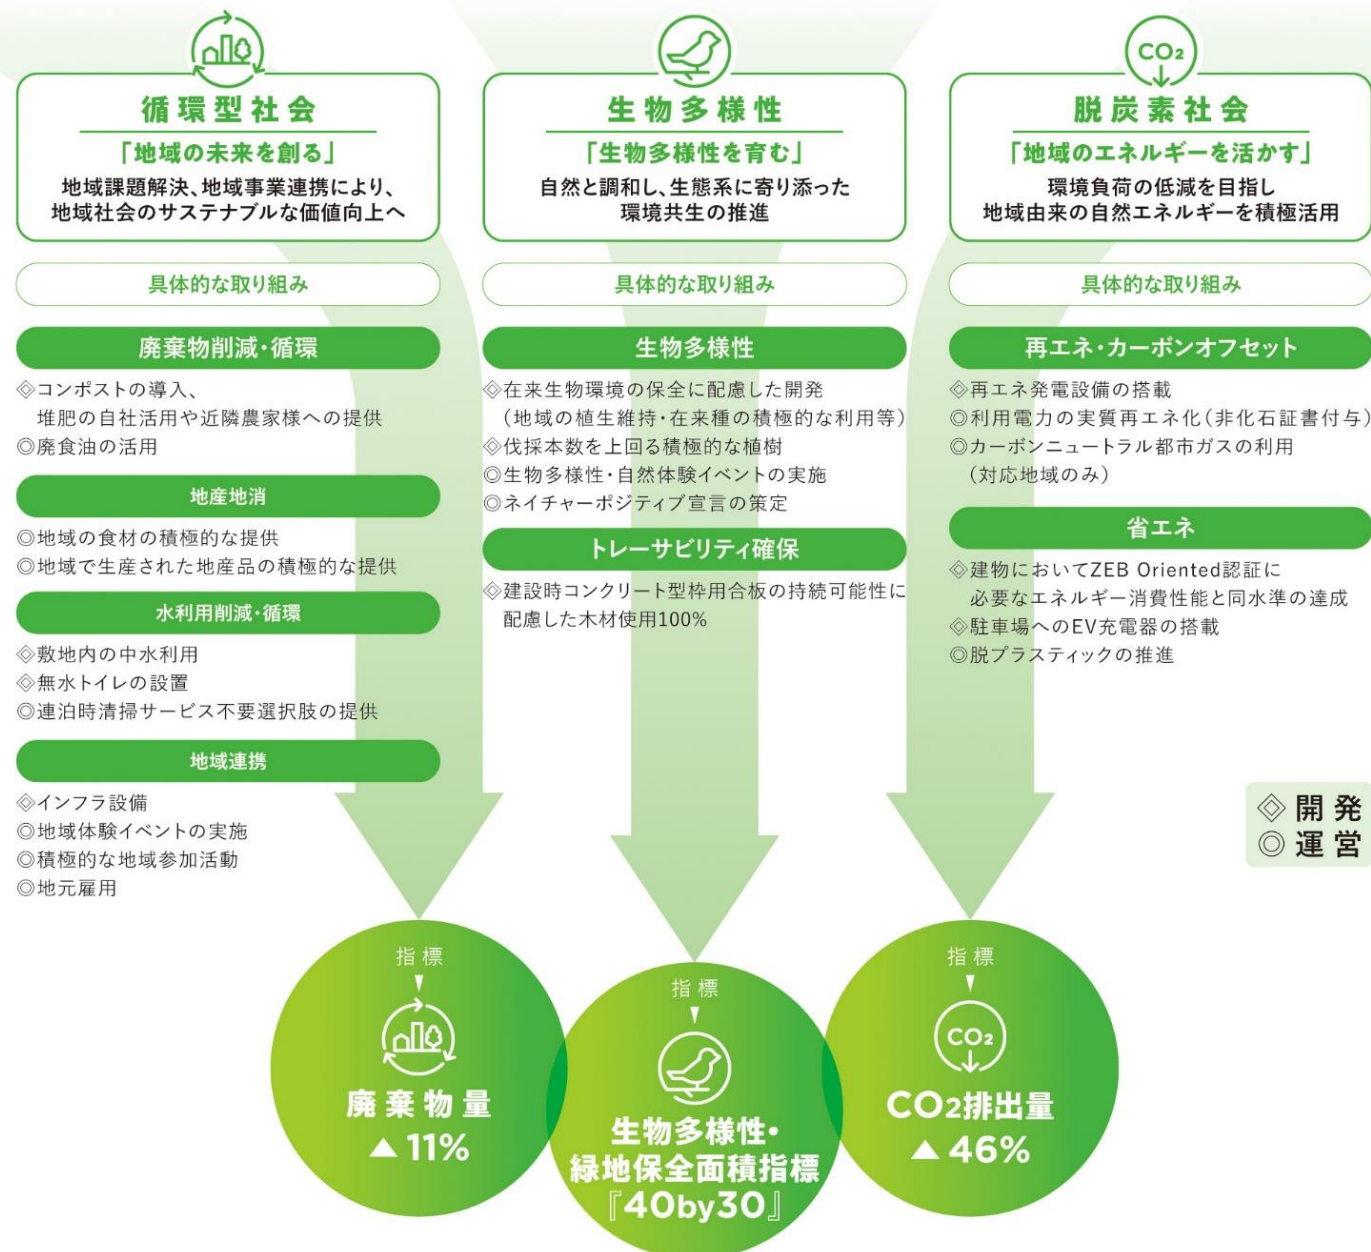 循環型社会
「地域の未来を創る」
地域課題解決、地域事業連携により、
地域社会のサステナブルな価値向上へ
具体的な取り組み
廃棄物削減・循環
◇コンポストの導入、
堆肥の自社活用や近隣農家様への提供
◎廃食油の活用
地産地消
◎地域の食材の積極的な提供
◎地域で生産された地産品の積極的な提供
水利用削減・循環
◇敷地内の中水利用
◇無水トイレの設置
◎連泊時清掃サービス不要選択肢の提供
地域連携
◇インフラ設備
◎地域体験イベントの実施
◎積極的な地域参加活動
◎地元雇用
生物多様性
「生物多様性を育む」
自然と調和し、生態系に寄り添った
環境共生の推進
具体的な取り組み
生物多様性
◇在来生物環境の保全に配慮した開発
(地域の植生維持・在来種の積極的な利用等)
◇伐採本数を上回る積極的な植樹
◎生物多様性・自然体験イベントの実施
◎ネイチャーポジティブ宣言の策定
トレーサビリティ確保
◇建設時コンクリート型枠用合板の持続可能性に
配慮した木材使用100%
CO2
脱炭素社会
「地域のエネルギーを活かす」
環境負荷の低減を目指し
地域由来の自然エネルギーを積極活用
具体的な取り組み
再エネ・カーボンオフセット
◇再エネ発電設備の搭載
◎利用電力の実質再エネ化(非化石証書付与)
◎カーボンニュートラル都市ガスの利用
(対応地域のみ)
省エネ
◇建物においてZEB Oriented認証に
必要なエネルギー消費性能と同水準の達成
◇駐車場へのEV充電器の搭載
◎脱プラスティックの推進
◇開発
◎運営
指標
廃棄物量
▲11%
指標
生物多様性・
緑地保全面積指標
『40by30』
指標
CO2
CO2排出量
▲46%